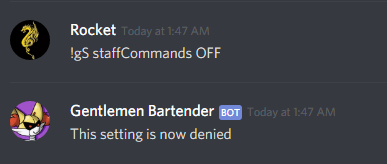 Rocket Today at 1:47 AM
!gS staffCommands OFF
Gentlemen Bartender BOT Today at 1:47 AM
This setting is now denied